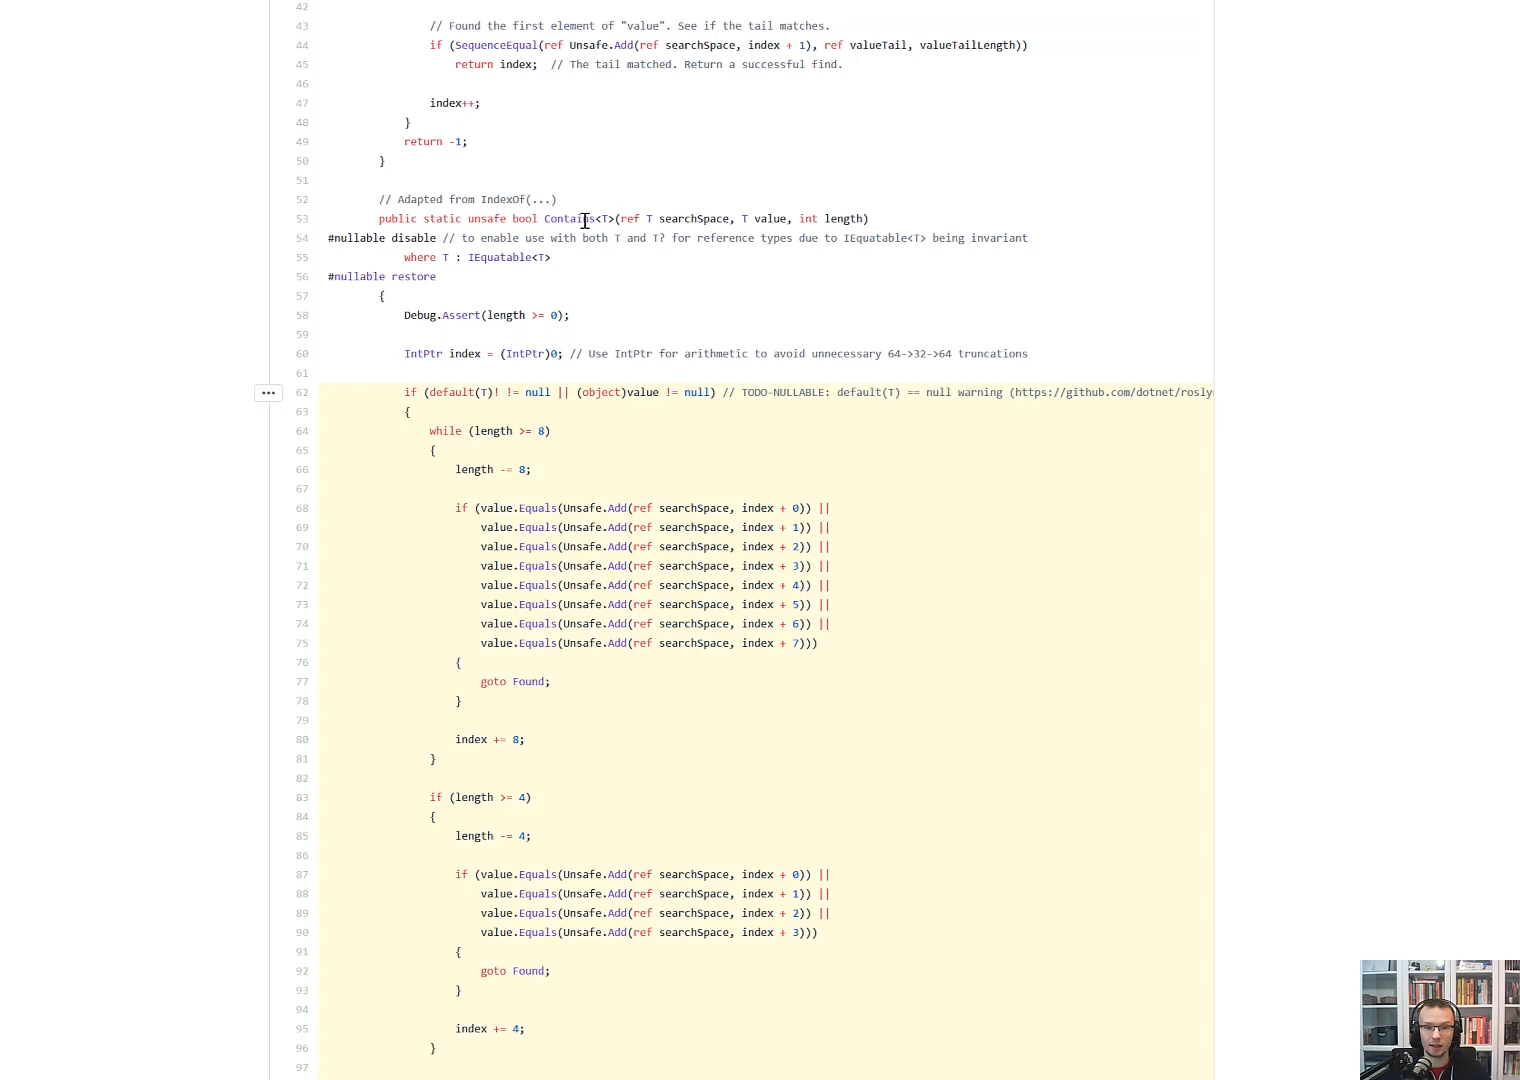 42
43 // Found the first element of "value". See if the tail matches.
44 if (SequenceEqual(ref Unsafe.Add(ref searchSpace, index + 1), ref valueTail, valueTailLength))
45 return index;  // The tail matched. Return a successful find.
46
47 index++;
48 }
49 return -1;
50 }
51
52 // Adapted from IndexOf(...)
53 public static unsafe bool Contains<T>(ref T searchSpace, T value, int length)
54 #nullable disable // to enable use with both T and T? for reference types due to IEquatable<T> being invariant
55 where T : IEquatable<T>
56 #nullable restore
57 {
58 Debug.Assert(length >= 0);
59
60 IntPtr index = (IntPtr)0; // Use IntPtr for arithmetic to avoid unnecessary 64->32->64 truncations
61
62 if (default(T)! != null || (object)value != null) // TODO-NULLABLE: default(T) == null warning (https://github.com/dotnet/rosly
63 {
64 while (length >= 8)
65 {
66 length -= 8;
67
68 if (value.Equals(Unsafe.Add(ref searchSpace, index + 0)) ||
69 value.Equals(Unsafe.Add(ref searchSpace, index + 1)) ||
70 value.Equals(Unsafe.Add(ref searchSpace, index + 2)) ||
71 value.Equals(Unsafe.Add(ref searchSpace, index + 3)) ||
72 value.Equals(Unsafe.Add(ref searchSpace, index + 4)) ||
73 value.Equals(Unsafe.Add(ref searchSpace, index + 5)) ||
74 value.Equals(Unsafe.Add(ref searchSpace, index + 6)) ||
75 value.Equals(Unsafe.Add(ref searchSpace, index + 7)))
76 {
77 goto Found;
78 }
79
80 index += 8;
81 }
82
83 if (length >= 4)
84 {
85 length -= 4;
86
87 if (value.Equals(Unsafe.Add(ref searchSpace, index + 0)) ||
88 value.Equals(Unsafe.Add(ref searchSpace, index + 1)) ||
89 value.Equals(Unsafe.Add(ref searchSpace, index + 2)) ||
90 value.Equals(Unsafe.Add(ref searchSpace, index + 3)))
91 {
92 goto Found;
93 }
94
95 index += 4;
96 }
97